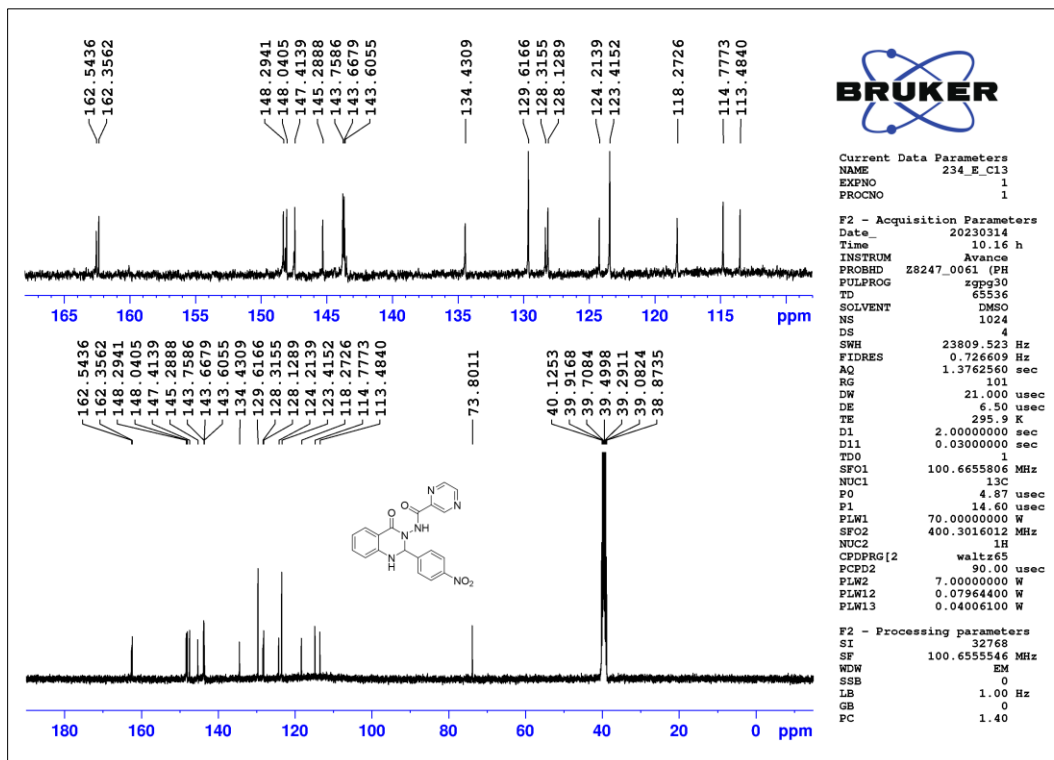 162.5436
162.3562
148.2941
148.0405
147.4139
145.2888
143.7586
143.6679
143.6055
134.4309
129.6166
128.3155
128.1289
124.2139
123.4152
118.2726
114.7773
113.4840
165 160 155 150 145 140 135 130 125 120 115 ppm
162.5436
162.3562
148.2941
148.0405
147.4139
145.2888
143.7586
143.6679
143.6055
134.4309
129.6166
128.3155
128.1289
124.2139
123.4152
118.2726
114.7773
113.4840
73.8011
40.1253
39.9168
39.7084
39.4998
39.2911
39.0824
38.8735
N
O
N
O
NH
N
N
H
NO2
180 160 140 120 100 80 60 40 20 0 ppm
BRUKER
Current Data Parameters
NAME 234_E_C13
EXPNO 1
PROCNO 1
F2 - Acquisition Parameters
Date_ 20230314
Time 10.16 h
INSTRUM Avance
PROBHD Z8247_0061 (PH
PULPROG zgpg30
TD 65536
SOLVENT DMSO
NS 1024
DS 4
SWH 23809.523 Hz
FIDRES 0.726609 Hz
AQ 1.3762560 sec
RG 101
DW 21.000 usec
DE 6.50 usec
TE 295.9 K
D1 2.00000000 sec
D11 0.03000000 sec
TD0 1
SFO1 100.6655806 MHz
NUC1 13C
P0 4.87 usec
P1 14.60 usec
PLW1 70.00000000 W
SFO2 400.3016012 MHz
NUC2 1H
CPDPRG[2 waltz65
PCPD2 90.00 usec
PLW2 7.00000000 W
PLW12 0.07964400 W
PLW13 0.04006100 W
F2 - Processing parameters
SI 32768
SF 100.6555546 MHz
WDW EM
SSB 0
LB 1.00 Hz
GB 0
PC 1.40